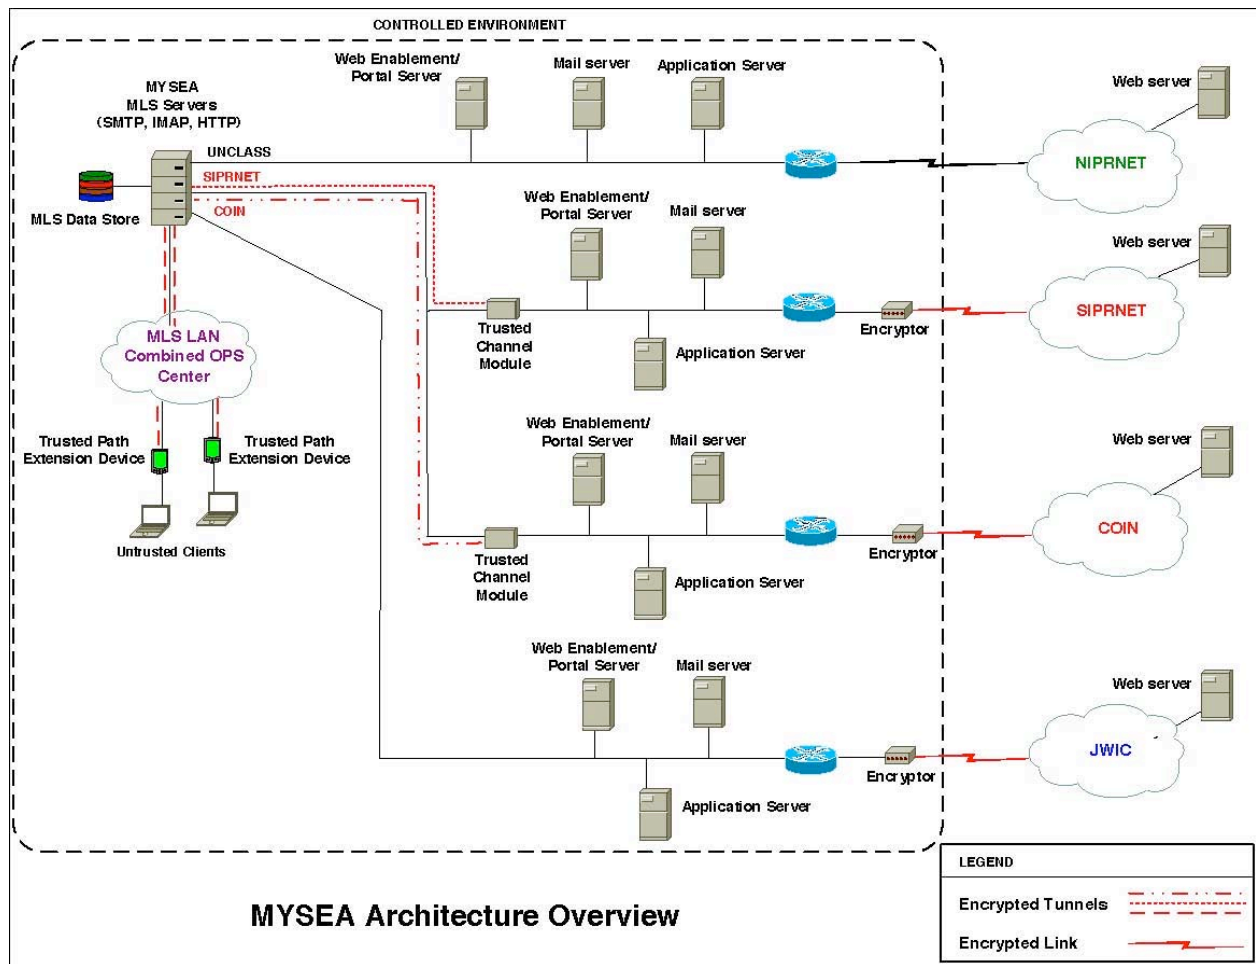 CONTROLLED ENVIRONMENT
Web Enablement/
Portal Server
Mail server
Application Server
Web server
MYSEA
MLS Servers
(SMTP, IMAP, HTTP)
UNCLASS
SIPRNET
COIN
MLS Data Store
NIPRNET
Web Enablement/
Portal Server
Mail server
Web server
Trusted
Channel
Module
Application Server
Encryptor
SIPRNET
MLS LAN
Combined OPS
Center
Trusted Path
Extension Device
Trusted Path
Extension Device
Untrusted Clients
Web Enablement/
Portal Server
Mail server
Web server
Trusted
Channel
Module
Application Server
Encryptor
COIN
Web Enablement/
Portal Server
Mail server
Web server
Application Server
Encryptor
JWIC
MYSEA Architecture Overview
LEGEND
Encrypted Tunnels
Encrypted Link